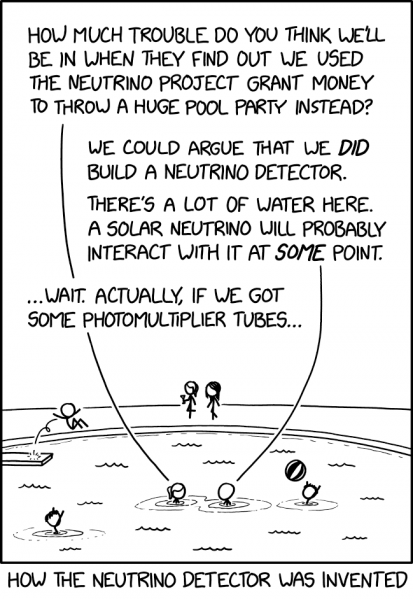 HOW MUCH TROUBLE DO YOU THINK WE'LL
BE IN WHEN THEY FIND OUT WE USED
THE NEUTRINO PROJECT GRANT MONEY
TO THROW A HUGE POOL PARTY INSTEAD?
WE COULD ARGUE THAT WE DID
BUILD A NEUTRINO DETECTOR.
THERE'S A LOT OF WATER HERE.
A SOLAR NEUTRINO WILL PROBABLY
INTERACT WITH IT AT SOME POINT.
...WAIT. ACTUALLY, IF WE GOT
SOME PHOTOMULTIPLIER TUBES...
HOW THE NEUTRINO DETECTOR WAS INVENTED